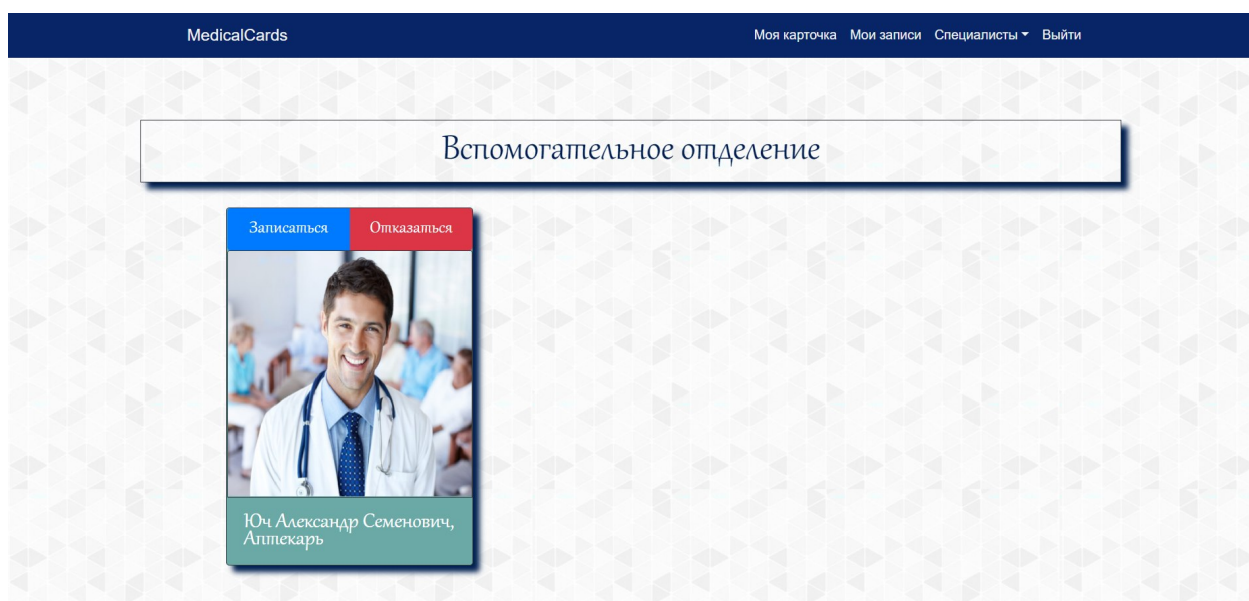 MedicalCards
Моя карточка Мои записи Специалисты Выйти
Вспомогательное отделение
Записаться Отказаться
Юч Александр Семенович,
Аптекарь